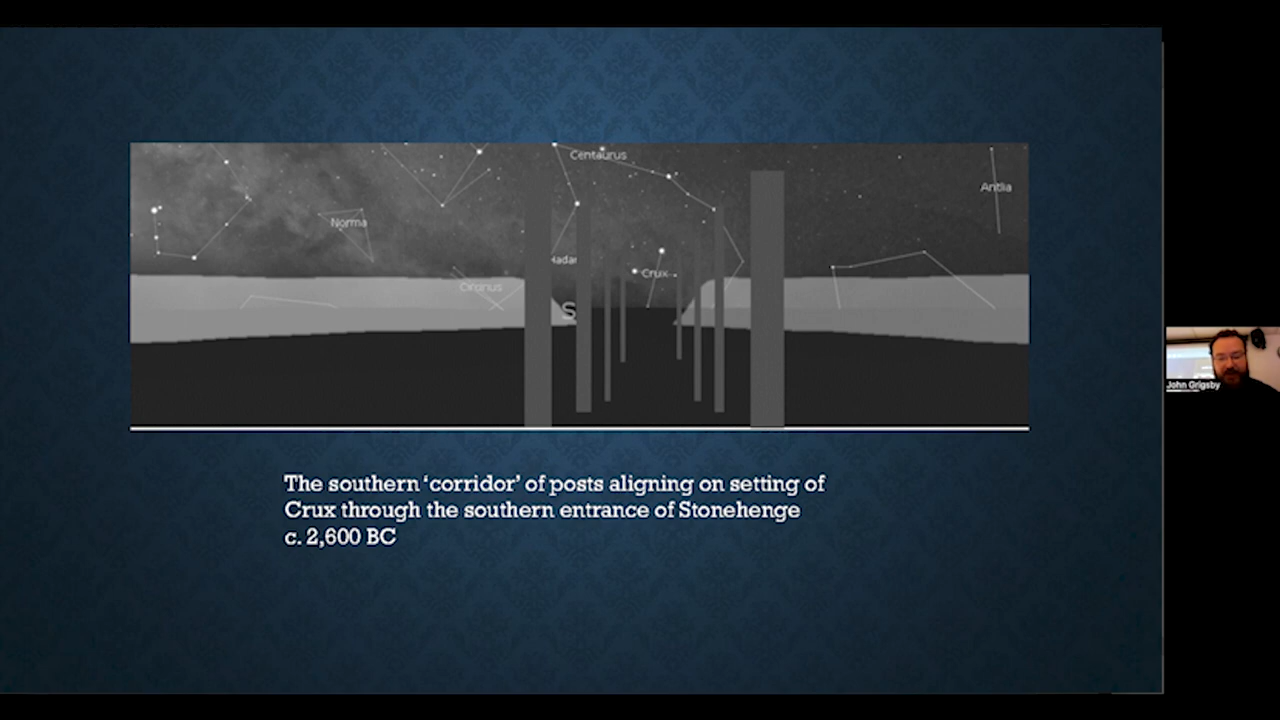 Centaurus
Antlia
Norma
Hadar
Crux
Circinus
S
John Grigsby
The southern ‘corridor’ of posts aligning on setting of
Crux through the southern entrance of Stonehenge
c. 2,600 BC